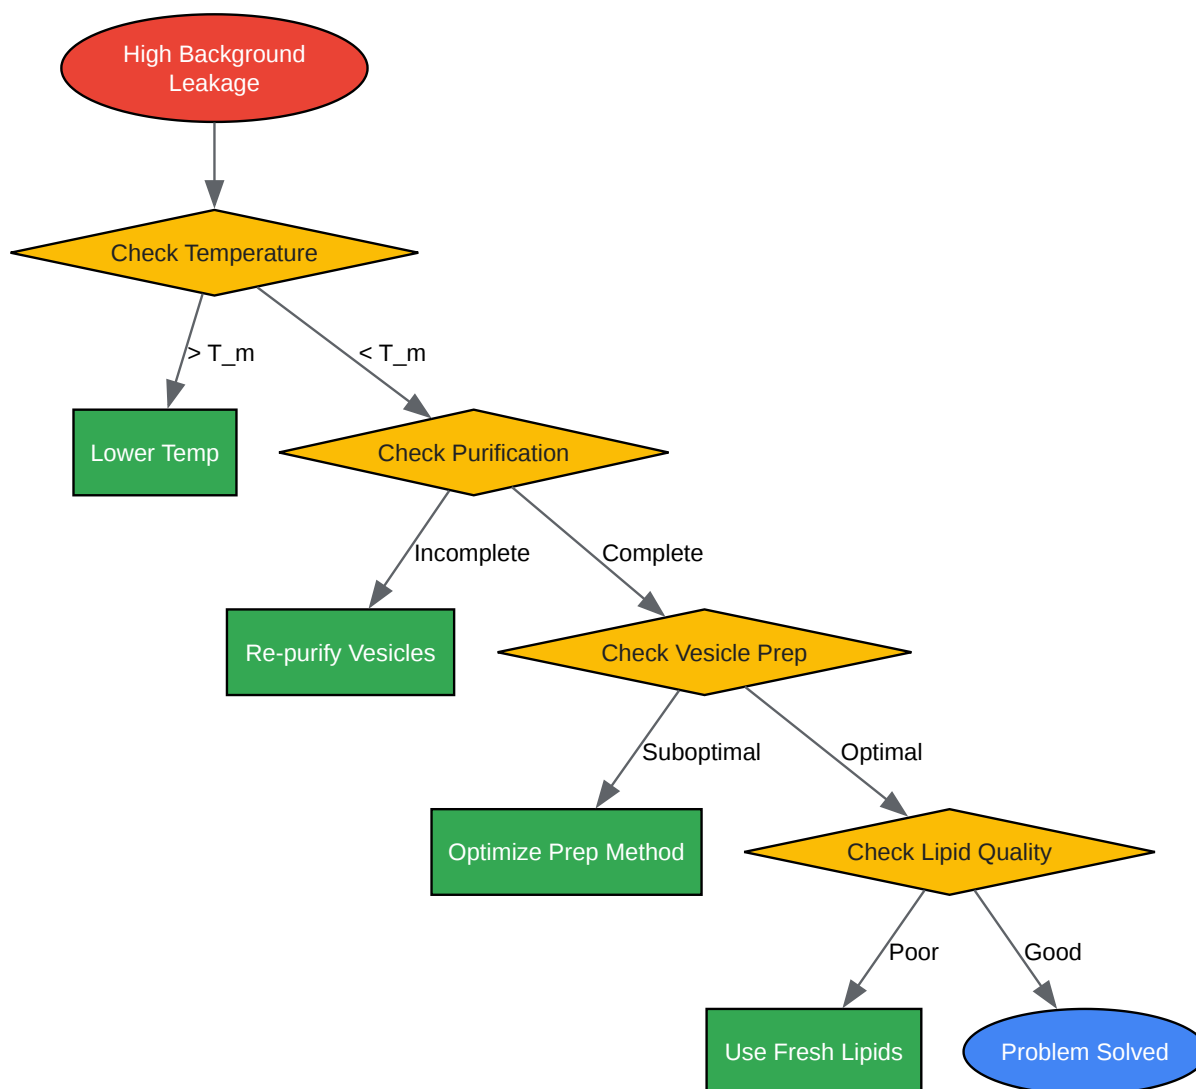 High Background
Leakage
Check Temperature
> T_m
< T_m
Lower Temp
Check Purification
Incomplete
Complete
Re-purify Vesicles
Check Vesicle Prep
Suboptimal
Optimal
Optimize Prep Method
Check Lipid Quality
Poor
Good
Use Fresh Lipids
Problem Solved